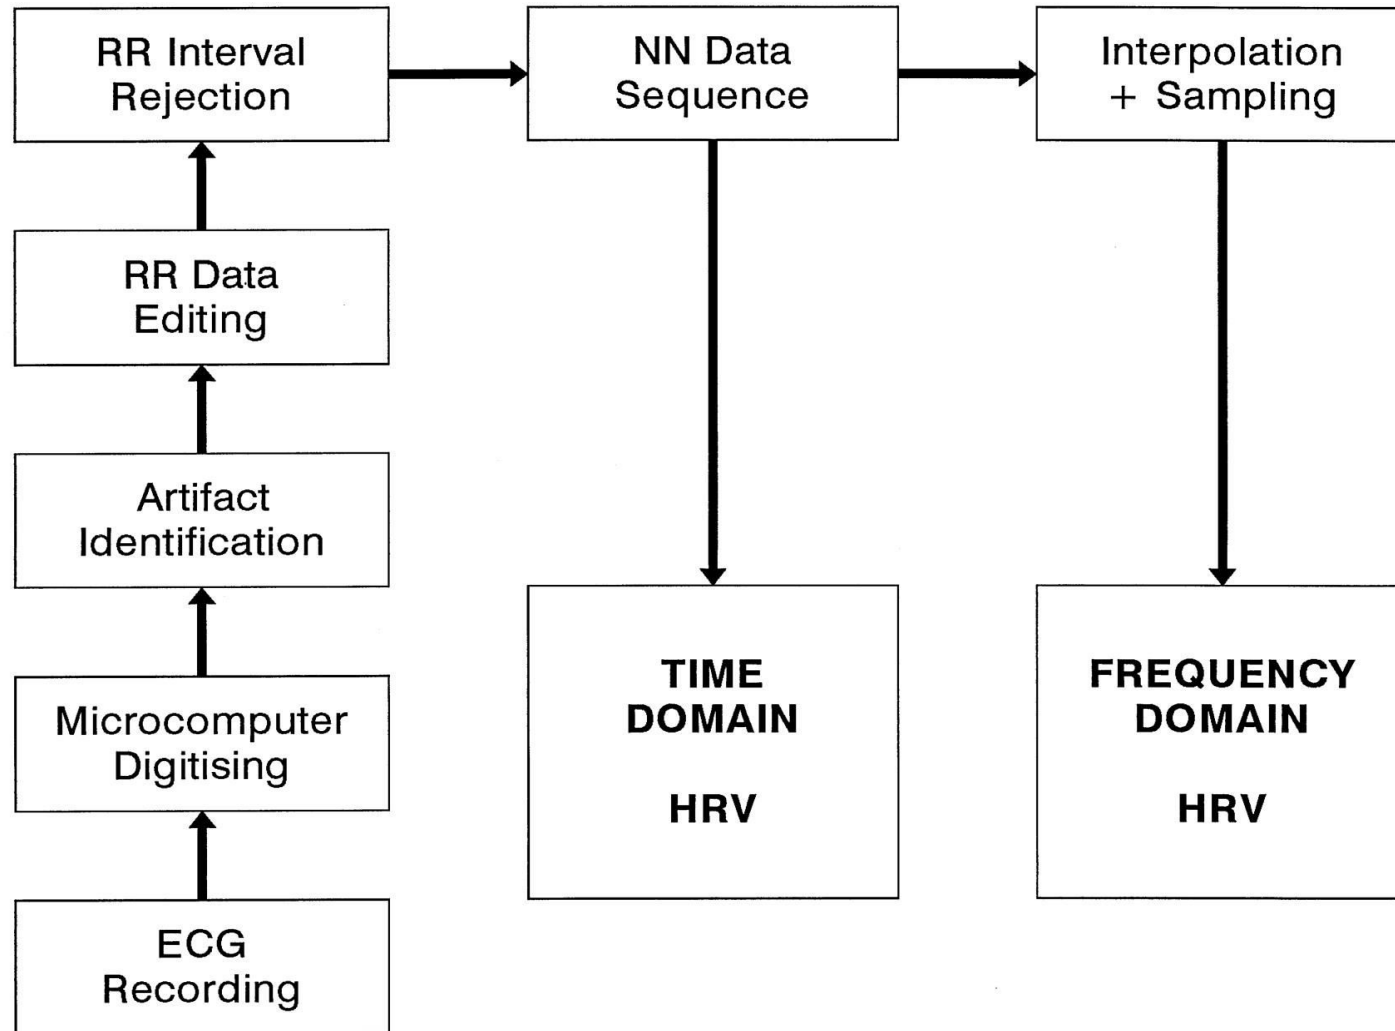 RR Interval
Rejection
NN Data
Sequence
Interpolation
+ Sampling
RR Data
Editing
Artifact
Identification
Microcomputer
Digitising
ECG
Recording
TIME
DOMAIN
HRV
FREQUENCY
DOMAIN
HRV